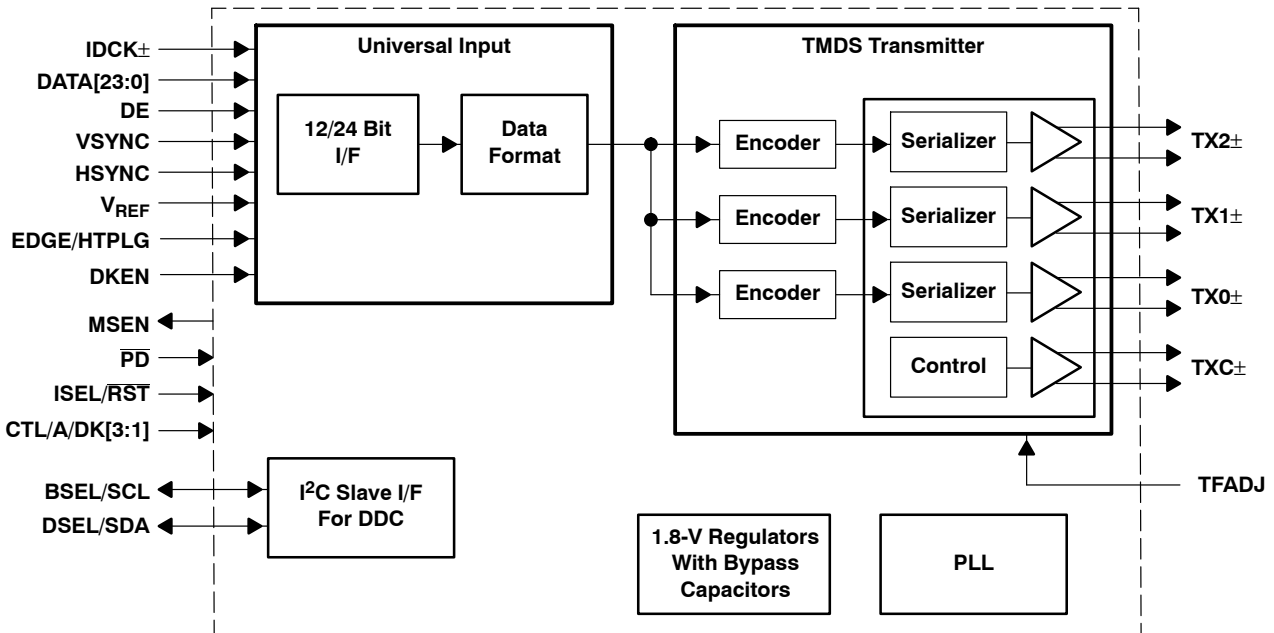 Universal Input
TMDS Transmitter
IDCK±
DATA[23:0]
DE
VSYNC
HSYNC
VREF
EDGE/HTPLG
DKEN
MSEN
P̅D̅
ISEL/R̅S̅T̅
CTL/A/DK[3:1]
BSEL/SCL
DSEL/SDA
12/24 Bit
I/F
Data
Format
Encoder
Serializer
TX2±
Encoder
Serializer
TX1±
Encoder
Serializer
TX0±
Control
TXC±
TFADJ
I²C Slave I/F
For DDC
1.8-V Regulators
With Bypass
Capacitors
PLL